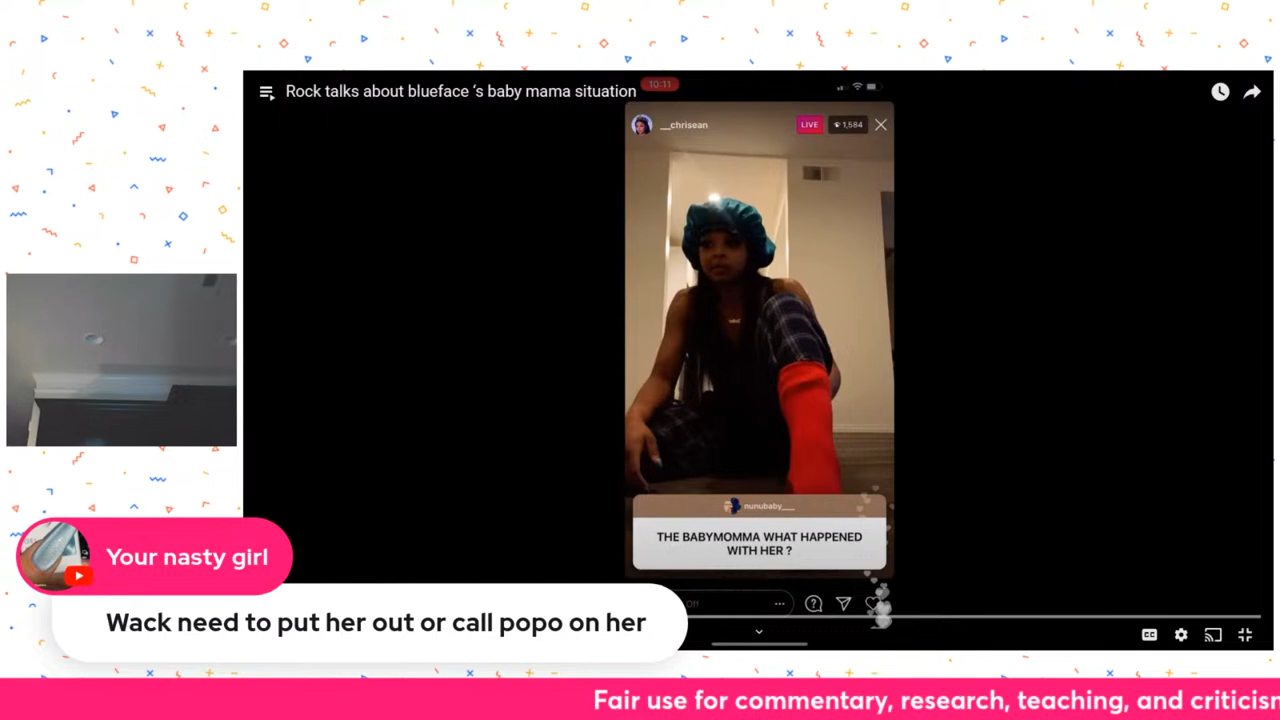 Rock talks about blueface 's baby mama situation
10:11
__chrisean
LIVE
1,584
nunubaby___
THE BABYMOMMA WHAT HAPPENED
WITH HER ?
Off
CC
Your nasty girl
Wack need to put her out or call popo on her
Fair use for commentary, research, teaching, and criticism